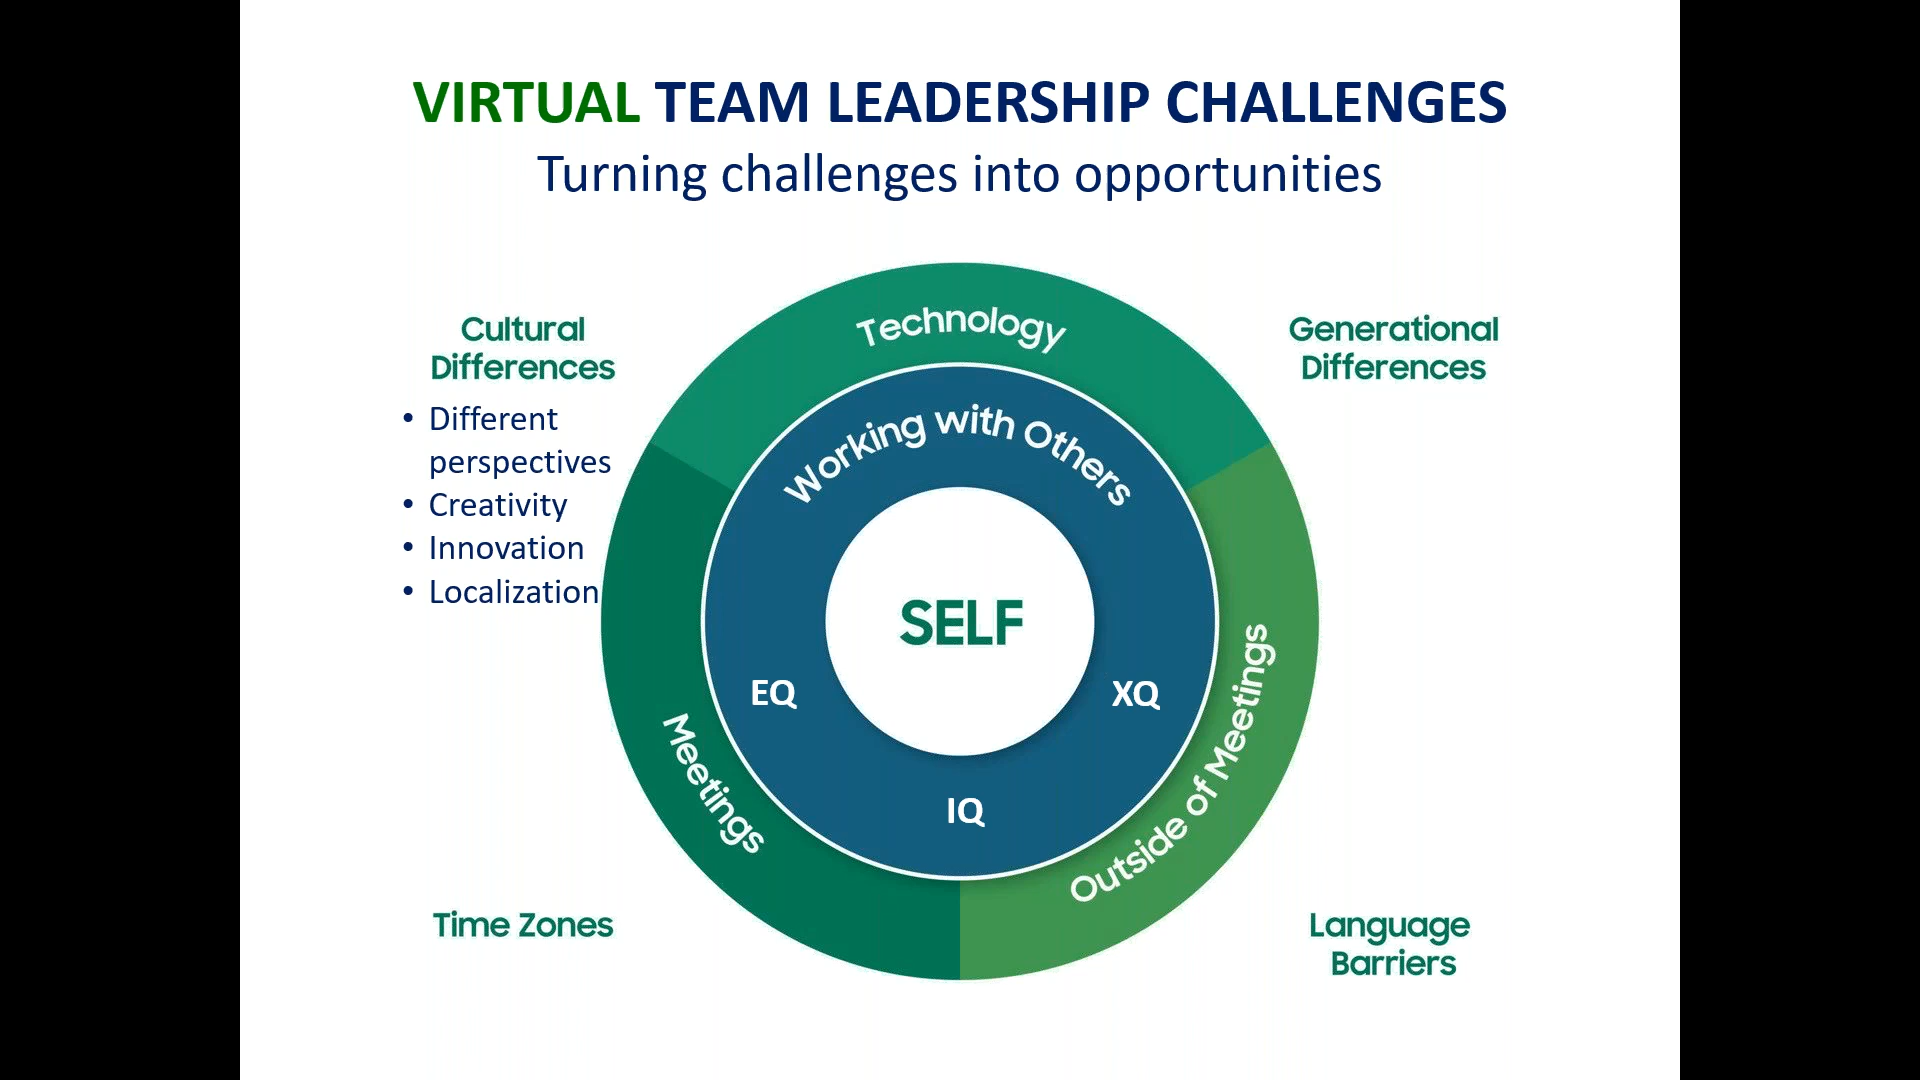 VIRTUAL TEAM LEADERSHIP CHALLENGES
Turning challenges into opportunities
Cultural
Differences
• Different
perspectives
• Creativity
• Innovation
• Localization
Technology
Working with Others
SELF
EQ
XQ
IQ
Meetings
Outside of Meetings
Generational
Differences
Time Zones
Language
Barriers